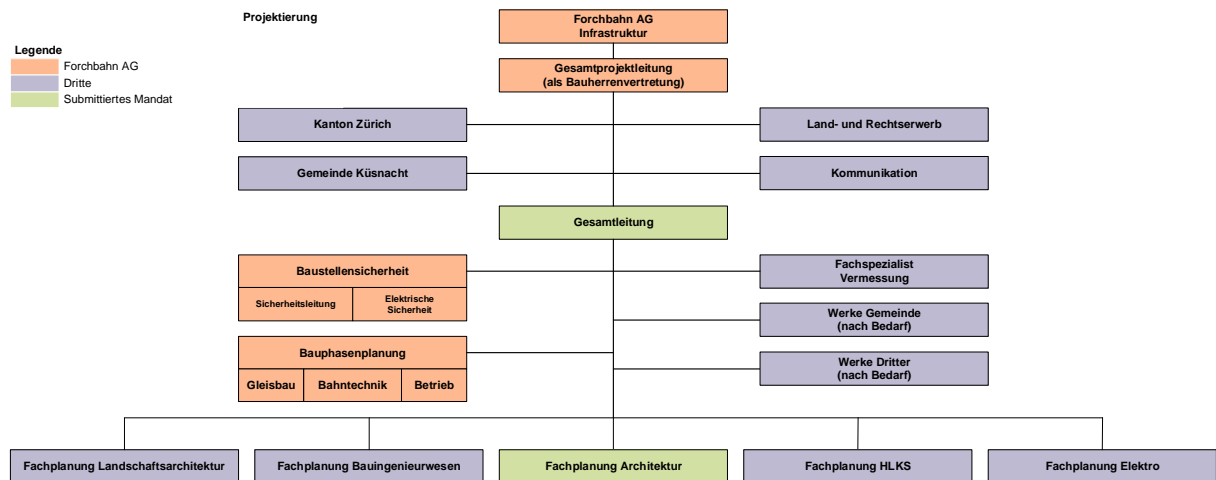 Projektierung
Forchbahn AG
Infrastruktur
Legende
Forchbahn AG
Dritte
Submittiertes Mandat
Gesamtprojektleitung
(als Bauherrenvertretung)
Kanton Zürich
Land- und Rechtserwerb
Gemeinde Küsnacht
Kommunikation
Gesamtleitung
Baustellensicherheit
Sicherheitsleitung
Elektrische
Sicherheit
Fachspezialist
Vermessung
Werke Gemeinde
(nach Bedarf)
Bauphasenplanung
Gleisbau
Bahntechnik
Betrieb
Werke Dritter
(nach Bedarf)
Fachplanung Landschaftsarchitektur
Fachplanung Bauingenieurwesen
Fachplanung Architektur
Fachplanung HLKS
Fachplanung Elektro